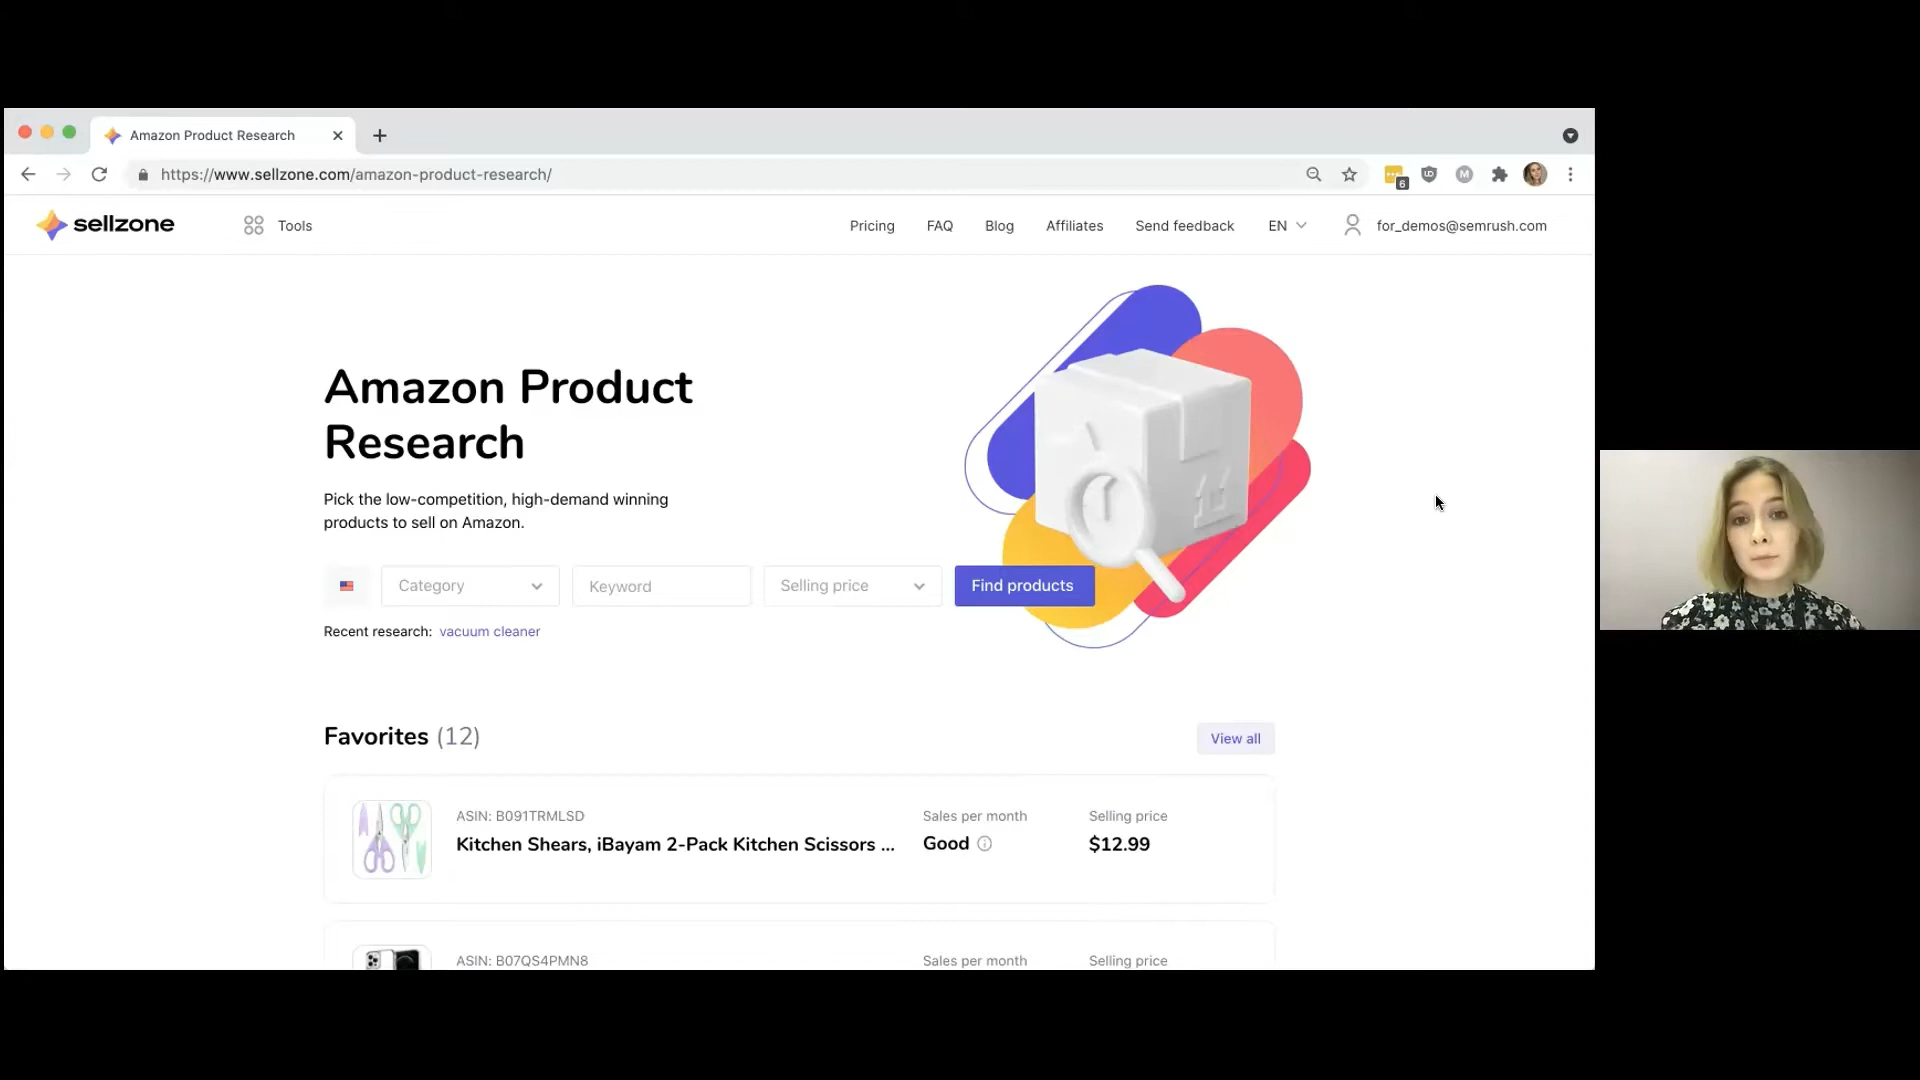 Amazon Product Research
https://www.sellzone.com/amazon-product-research/
6
M
sellzone
Tools
Pricing
FAQ
Blog
Affiliates
Send feedback
EN
for_demos@semrush.com
Amazon Product
Research
Pick the low-competition, high-demand winning
products to sell on Amazon.
Category
Keyword
Selling price
Find products
Recent research: vacuum cleaner
Favorites (12)
View all
ASIN: B091TRMLSD
Sales per month
Selling price
Kitchen Shears, iBayam 2-Pack Kitchen Scissors ...
Good
$12.99
ASIN: B07QS4PMN8
Sales per month
Selling price